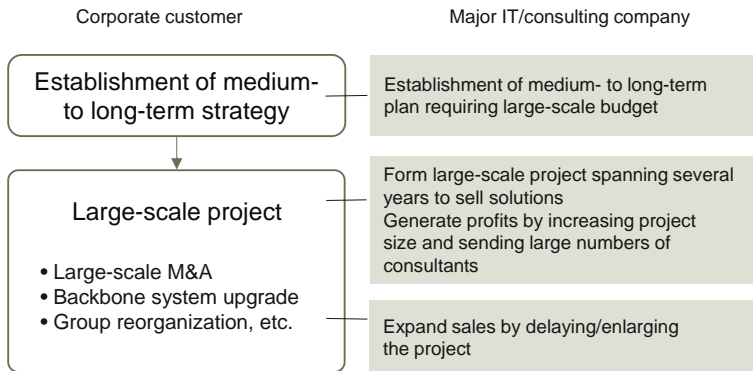 Corporate customer
Major IT/consulting company
Establishment of medium-
to long-term strategy
Establishment of medium- to long-term
plan requiring large-scale budget
Large-scale project
• Large-scale M&A
• Backbone system upgrade
• Group reorganization, etc.
Form large-scale project spanning several
years to sell solutions
Generate profits by increasing project
size and sending large numbers of
consultants
Expand sales by delaying/enlarging
the project